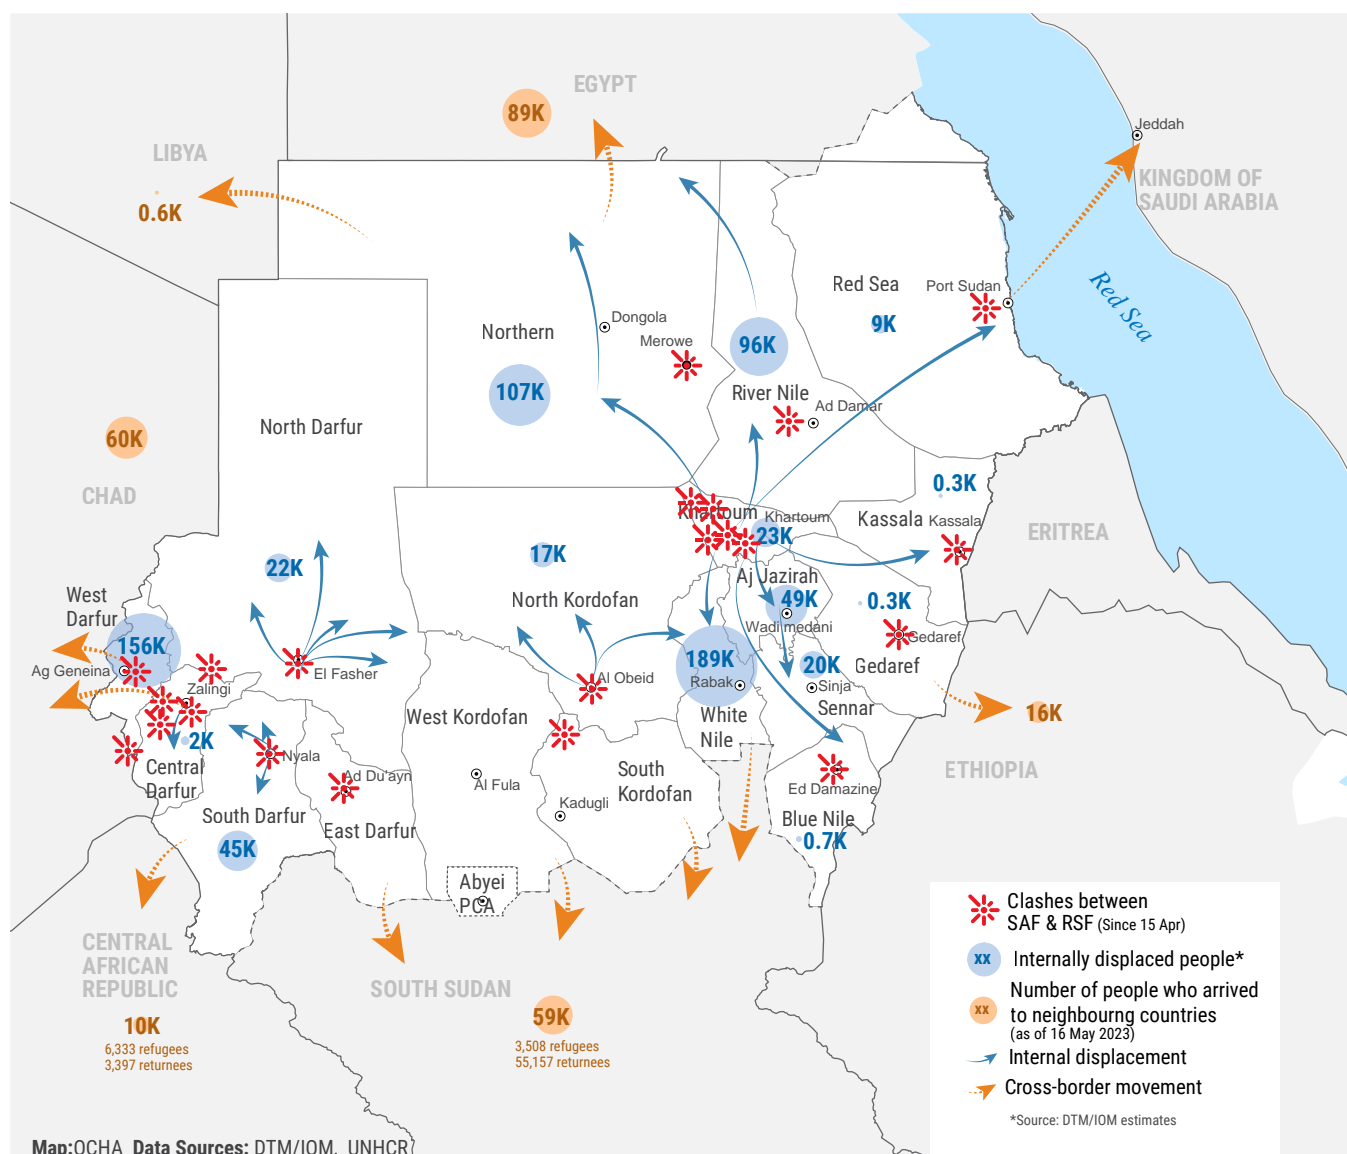 EGYPT
89K
LIBYA
0.6K
Jeddah
KINGDOM OF
SAUDI ARABIA
Red Sea
Red Sea
Port Sudan
9K
Northern
107K
Dongola
Merowe
96K
River Nile
Ad Damar
North Darfur
60K
CHAD
0.3K
Kassala
Kassala
ERITREA
Khartoum
Khartoum
23K
17K
North Kordofan
22K
Aj Jazirah
49K
Wadi medani
0.3K
Gedaref
Gedaref
West
Darfur
156K
Ag Geneina
El Fasher
Al Obeid
189K
Rabak
20K
Sinja
Sennar
Zalingi
2K
Central
Darfur
Nyala
West Kordofan
White
Nile
16K
ETHIOPIA
Ad Du'ayn
Al Fula
South
Kordofan
Kadugli
Ed Damazine
Blue Nile
0.7K
South Darfur
45K
East Darfur
Abyei
PCA
CENTRAL
AFRICAN
REPUBLIC
10K
6,333 refugees
3,397 returnees
SOUTH SUDAN
59K
3,508 refugees
55,157 returnees
Clashes between
SAF & RSF (Since 15 Apr)
xx Internally displaced people*
Number of people who arrived
xx to neighbourng countries
(as of 16 May 2023)
Internal displacement
Cross-border movement
*Source: DTM/IOM estimates
Map:OCHA Data Sources: DTM/IOM, UNHCR